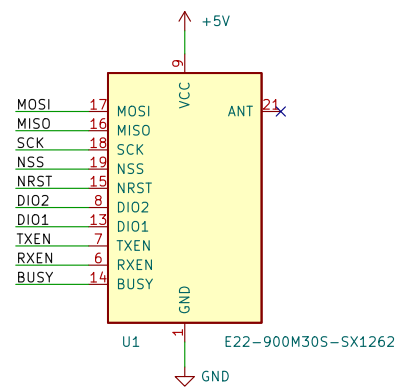 +5V
9
VCC
MOSI 17 MOSI ANT 21
MISO 16 MISO
SCK 18 SCK
NSS 19 NSS
NRST 15 NRST
DIO2 8 DIO2
DIO1 13 DIO1
TXEN 7 TXEN
RXEN 6 RXEN
BUSY 14 BUSY
GND
1
U1 E22-900M30S-SX1262
GND